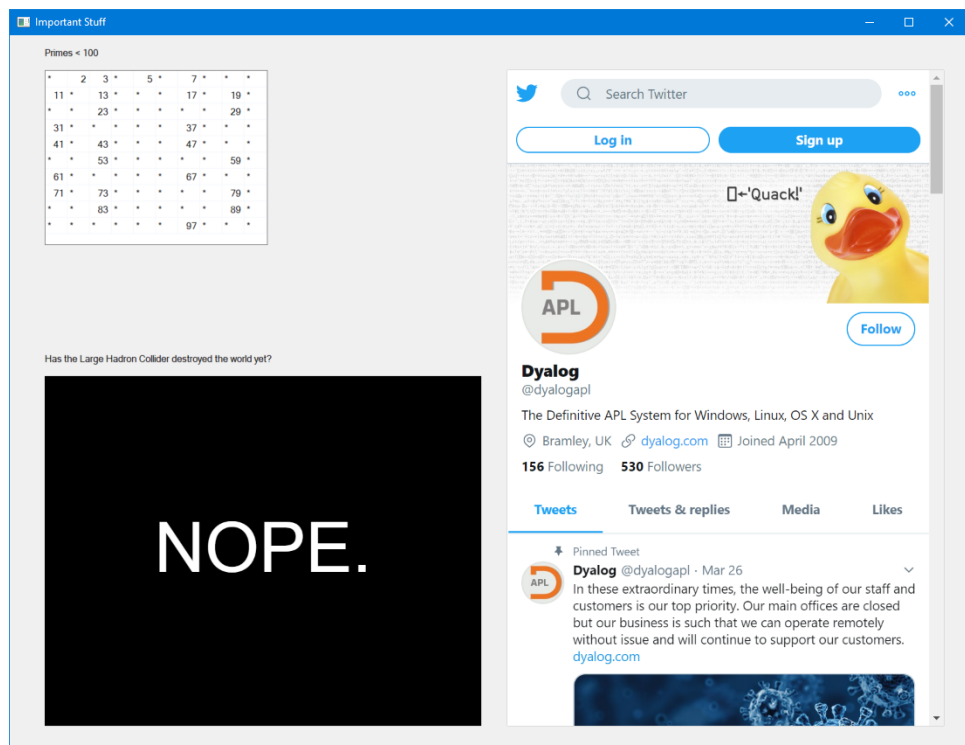 Important Stuff
Primes < 100
* 2 3 * 5 * 7 * * *
11 * 13 * * * 17 * 19 *
* * 23 * * * * * 29 *
31 * * * * * 37 * * *
41 * 43 * * * 47 * * *
* * 53 * * * * * 59 *
61 * * * * * 67 * * *
71 * 73 * * * * * 79 *
* * 83 * * * * * 89 *
* * * * * * 97 * * *
Has the Large Hadron Collider destroyed the world yet?
NOPE.
Search Twitter
Log in Sign up
⎕←'Quack!'
APL
Follow
Dyalog
@dyalogapl
The Definitive APL System for Windows, Linux, OS X and Unix
Bramley, UK dyalog.com Joined April 2009
156 Following 530 Followers
Tweets Tweets & replies Media Likes
Pinned Tweet
Dyalog @dyalogapl · Mar 26
APL
In these extraordinary times, the well-being of our staff and
customers is our top priority. Our main offices are closed
but our business is such that we can operate remotely
without issue and will continue to support our customers.
dyalog.com